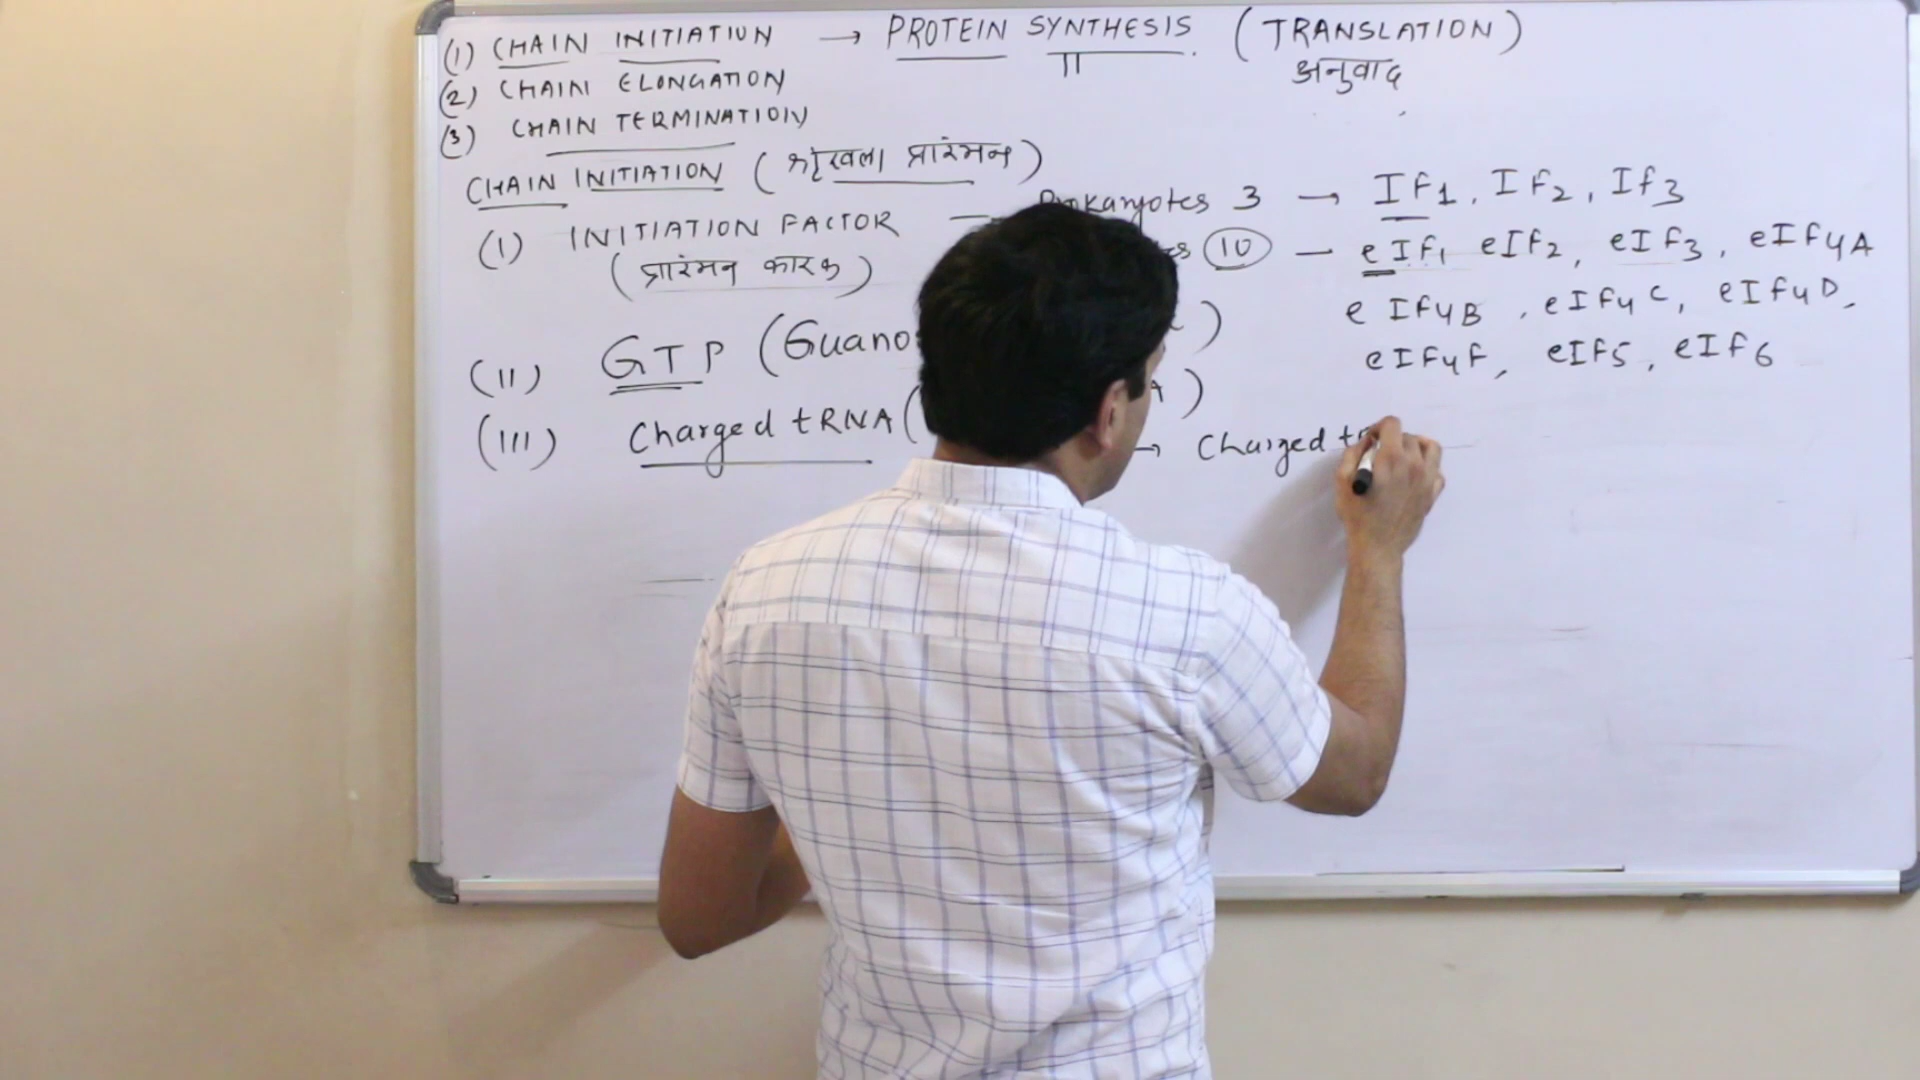 (1) CHAIN INITIATION → PROTEIN SYNTHESIS (TRANSLATION)
अनुवाद
(2) CHAIN ELONGATION
(3) CHAIN TERMINATION
CHAIN INITIATION (श्रृंखला प्रारंभन)
(I) INITIATION FACTOR — Prokaryotes 3 → If1, If2, If3
(प्रारंभन कारक) 10 — eIf1 eIf2, eIf3, eIf4A
eIf4B, eIf4C, eIf4D,
eIf4F, eIf5, eIf6
(II) GTP (Guano )
(III) Charged tRNA ( A)
→ Charged t